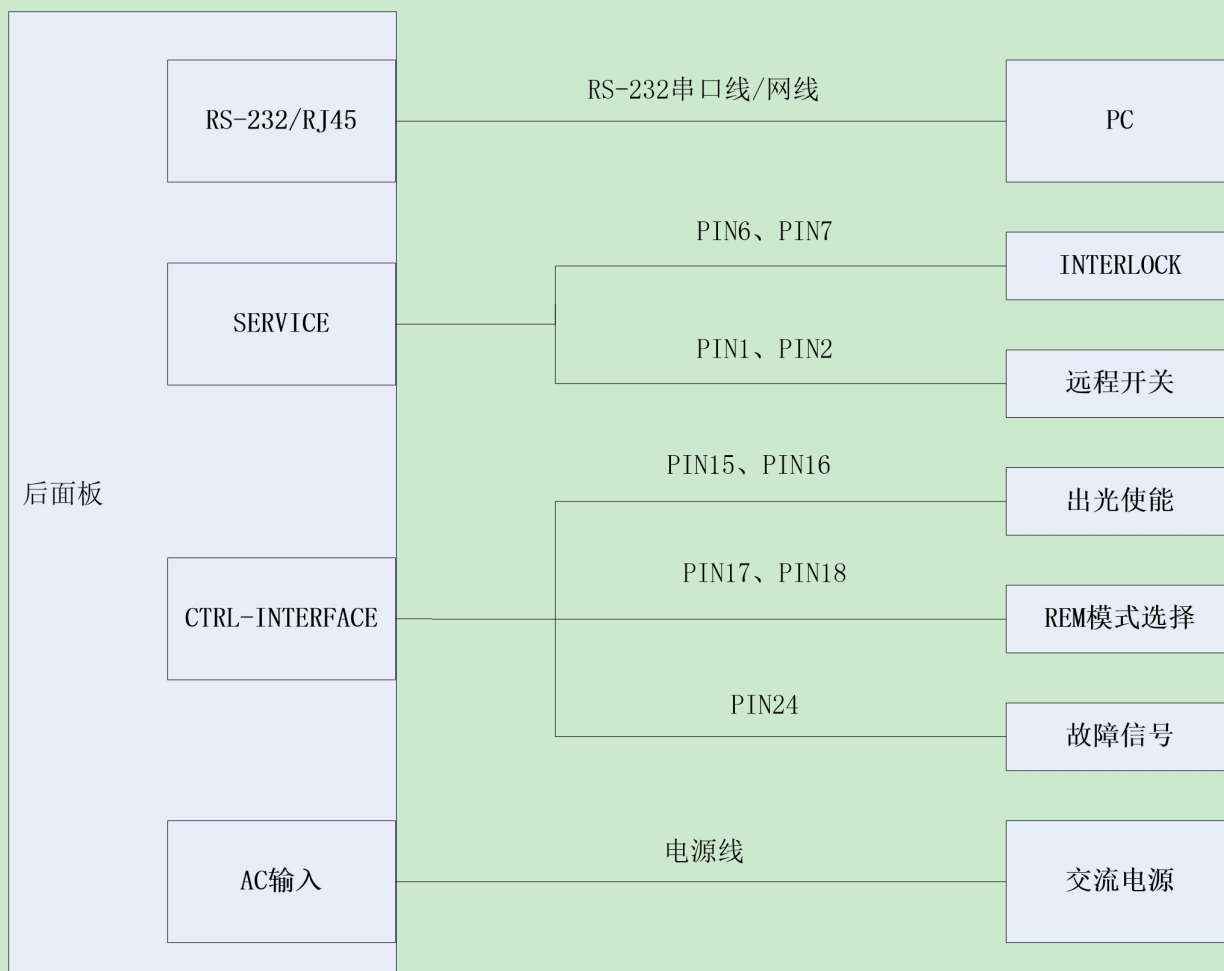 RS-232串口线/网线
RS-232/RJ45
PC
PIN6、PIN7
INTERLOCK
SERVICE
PIN1、PIN2
远程开关
PIN15、PIN16
后面板
出光使能
PIN17、PIN18
CTRL-INTERFACE
REM模式选择
PIN24
故障信号
电源线
AC输入
交流电源